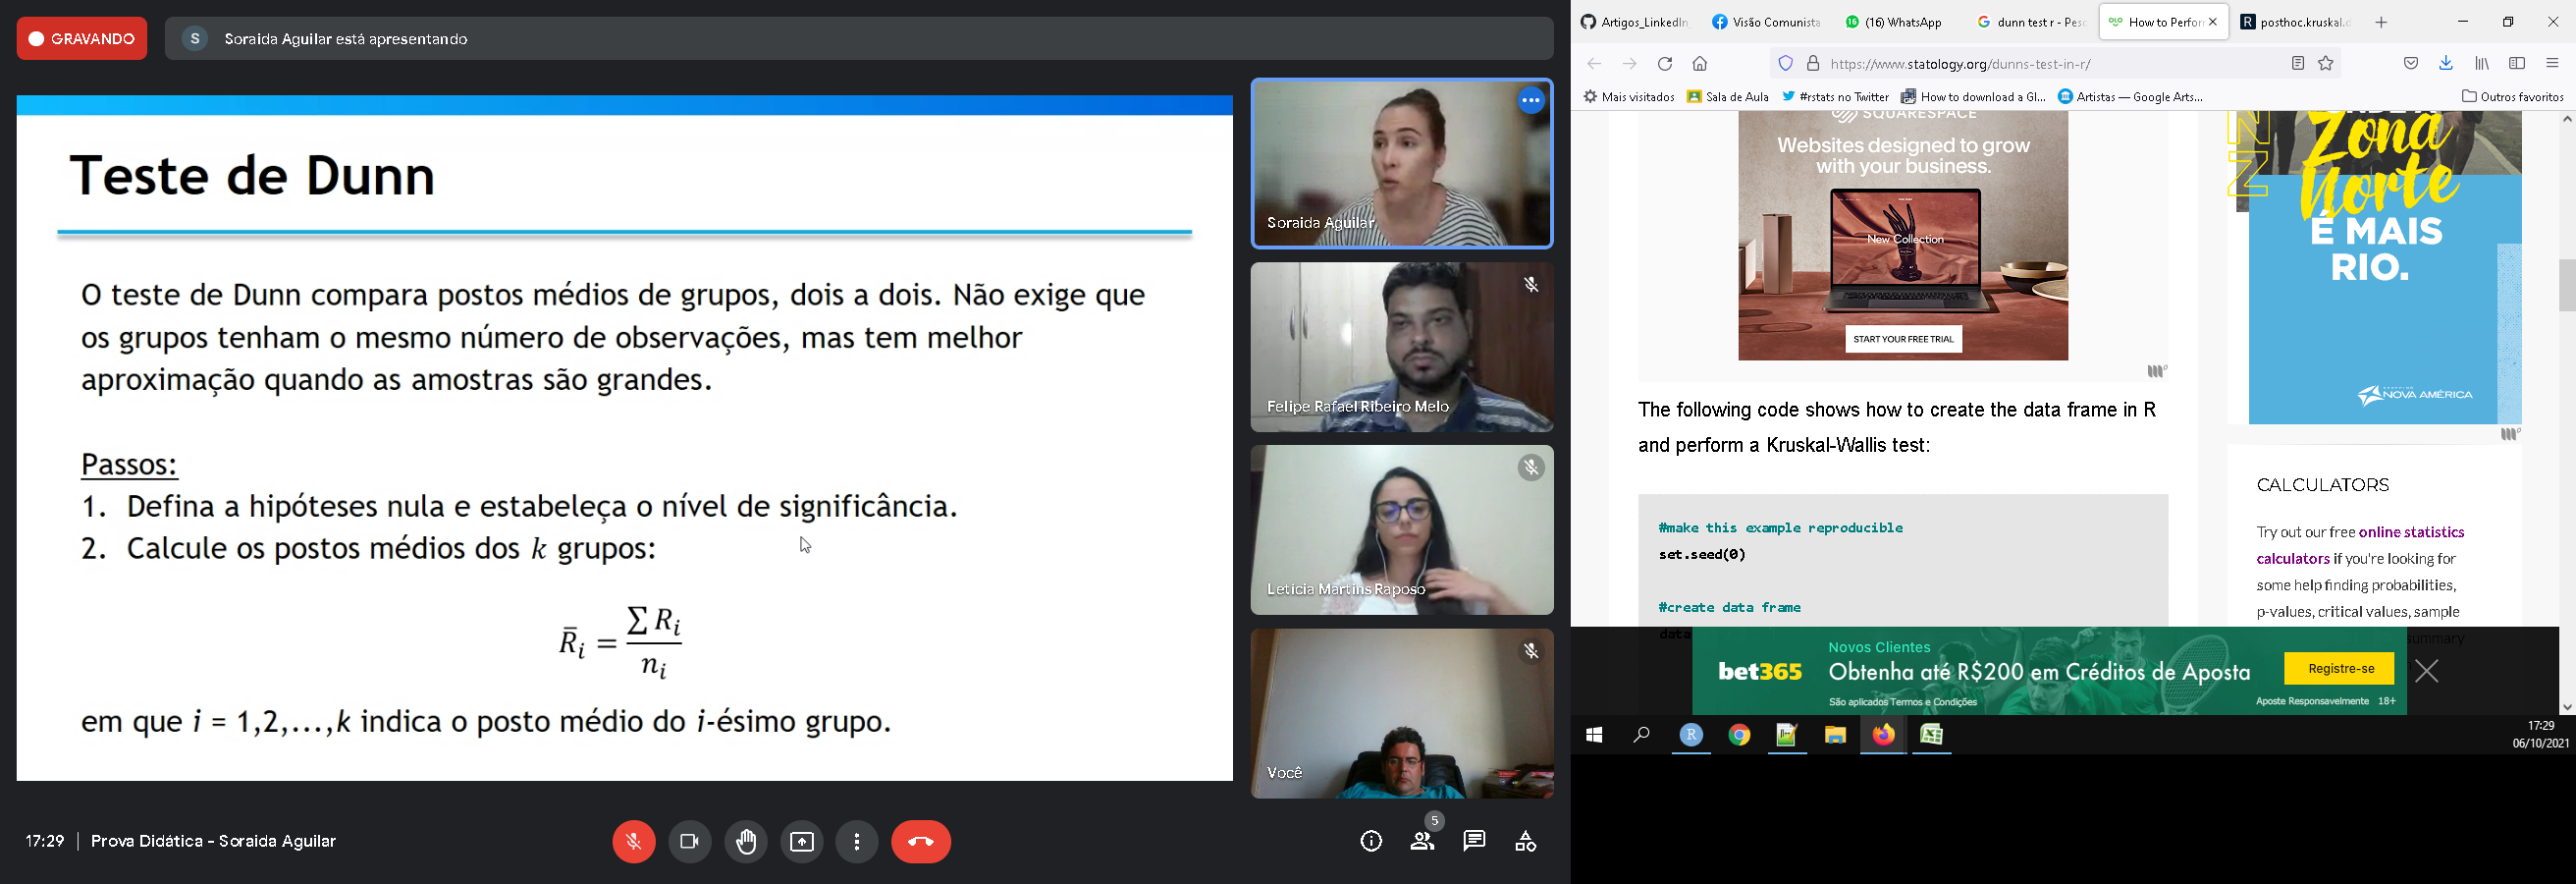 GRAVANDO
S
Soraida Aguilar está apresentando
Teste de Dunn
O teste de Dunn compara postos médios de grupos, dois a dois. Não exige que
os grupos tenham o mesmo número de observações, mas tem melhor
aproximação quando as amostras são grandes.
Passos:
1. Defina a hipóteses nula e estabeleça o nível de significância.
2. Calcule os postos médios dos k grupos:
R̄ᵢ = ∑ Rᵢ / nᵢ
em que i = 1,2,...,k indica o posto médio do i-ésimo grupo.
Soraida Aguilar
Felipe Rafael Ribeiro Melo
Leticia Martins Raposo
Você
17:29 | Prova Didática - Soraida Aguilar
5
Artigos_LinkedIn
Visão Comunista
(16) WhatsApp
dunn test r - Pes
How to Perfor
posthoc.kruskal.d
https://www.statology.org/dunns-test-in-r/
Mais visitados
Sala de Aula
#rstats no Twitter
How to download a Gl...
Artistas — Google Arts...
Outros favoritos
SQUARESPACE
Websites designed to grow
with your business.
New Collection
START YOUR FREE TRIAL
Zona
Norte
É MAIS
RIO.
NOVA AMÉRICA
The following code shows how to create the data frame in R
and perform a Kruskal-Wallis test:
#make this example reproducible
set.seed(0)
#create data frame
data
CALCULATORS
Try out our free online statistics
calculators if you're looking for
some help finding probabilities,
p-values, critical values, sample
summary
bet365
Novos Clientes
Obtenha até R$200 em Créditos de Aposta
São aplicados Termos e Condições
Registre-se
Aposte Responsavelmente 18+
17:29
06/10/2021